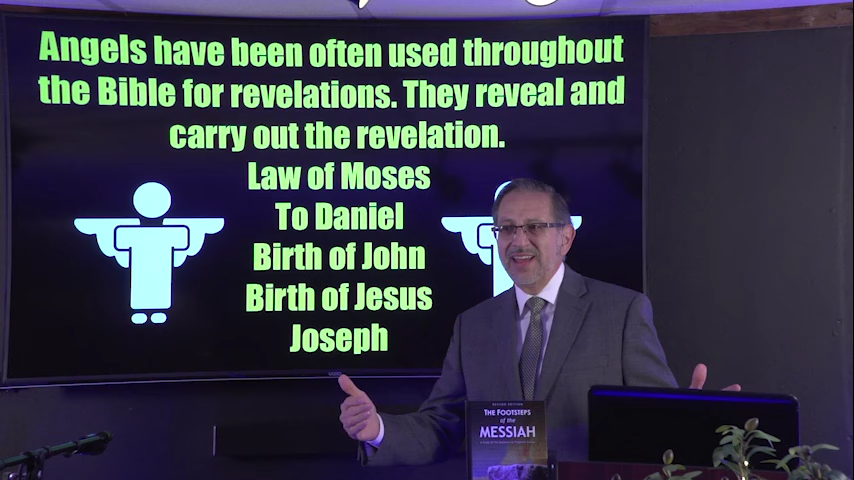 Angels have been often used throughout
the Bible for revelations. They reveal and
carry out the revelation.
Law of Moses
To Daniel
Birth of John
Birth of Jesus
Joseph
THE FOOTSTEPS
of the
MESSIAH